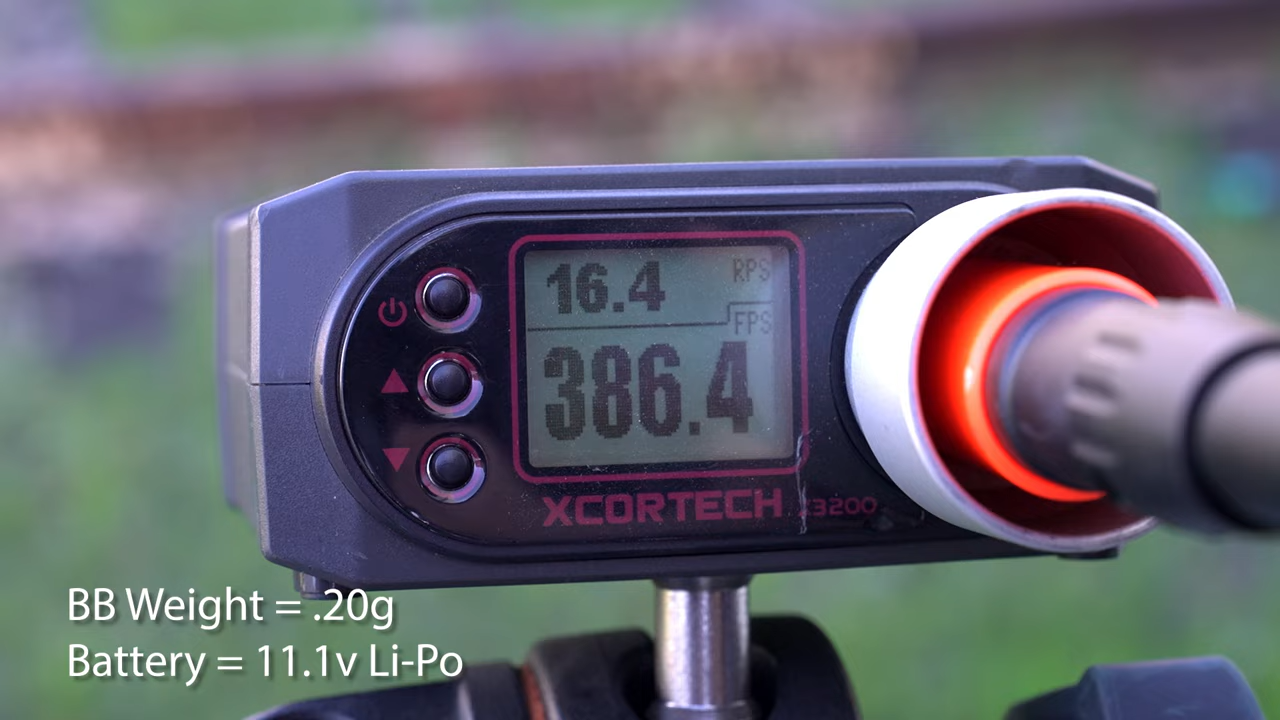 16.4 RPS
FPS
386.4
XCORTECH X3200
BB Weight = .20g
Battery = 11.1v Li-Po